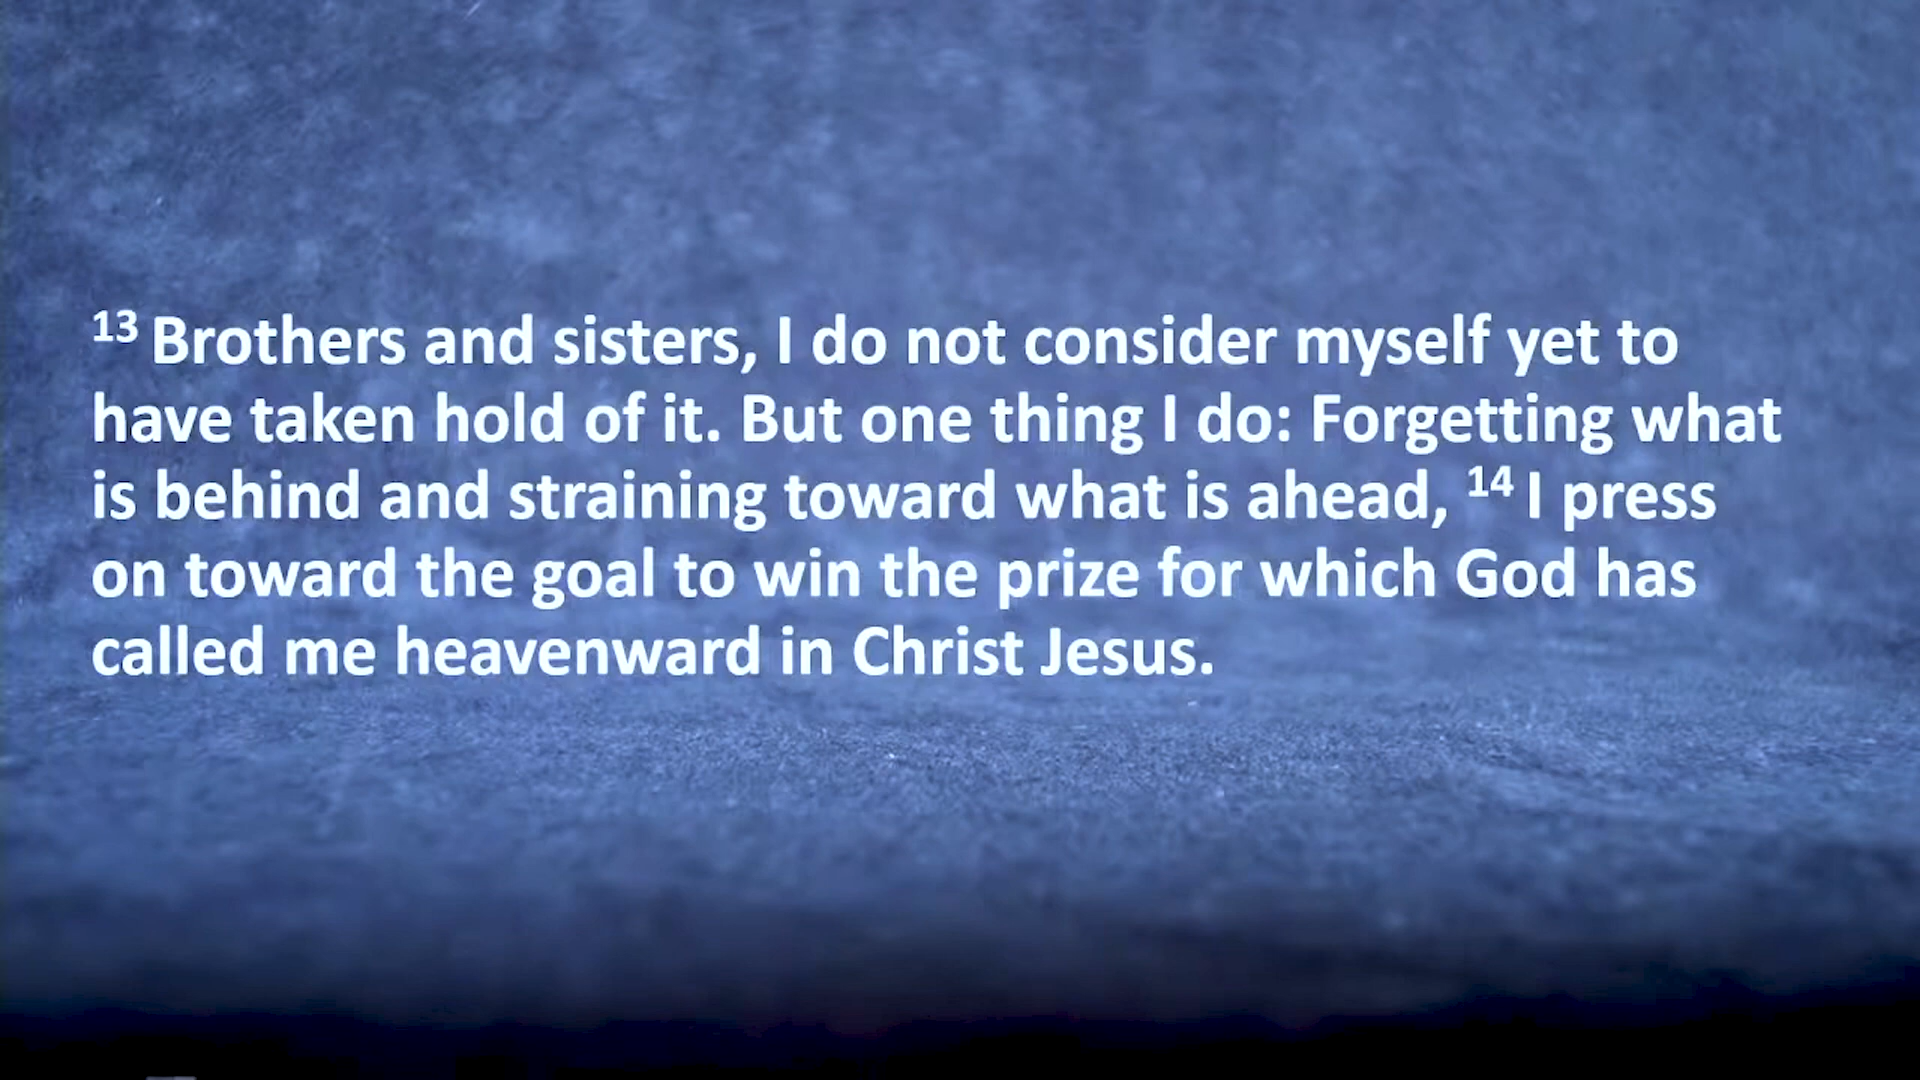 ¹³ Brothers and sisters, I do not consider myself yet to
have taken hold of it. But one thing I do: Forgetting what
is behind and straining toward what is ahead, ¹⁴ I press
on toward the goal to win the prize for which God has
called me heavenward in Christ Jesus.